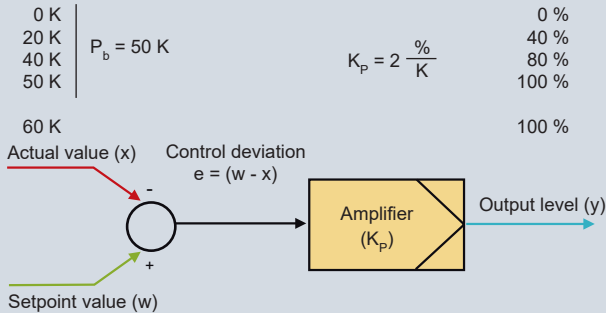 0 K 0 %
20 K 40 %
P_b = 50 K K_P = 2 %/K
40 K 80 %
50 K 100 %
60 K 100 %
Actual value (x) Control deviation
e = (w - x)
-
Amplifier Output level (y)
(K_P)
+
Setpoint value (w)